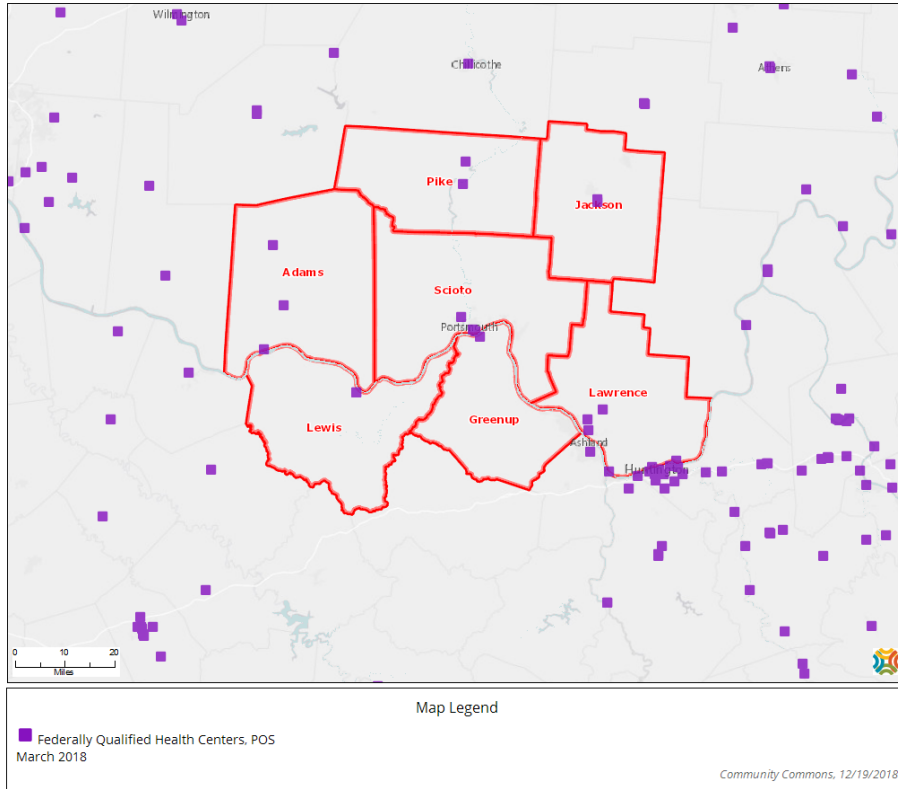 Wilmington
Chillicothe
Athens
Pike
Jackson
Adams
Scioto
Portsmouth
Lawrence
Lewis
Greenup
Ashland
Huntington
0 10 20
Miles
Map Legend
Federally Qualified Health Centers, POS
March 2018
Community Commons, 12/19/2018